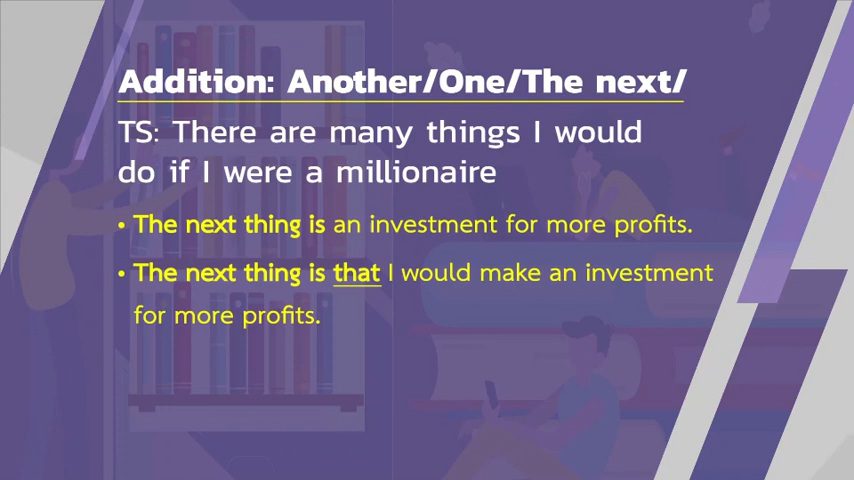 Addition: Another/One/The next/
TS: There are many things I would
do if I were a millionaire
• The next thing is an investment for more profits.
• The next thing is that I would make an investment
for more profits.